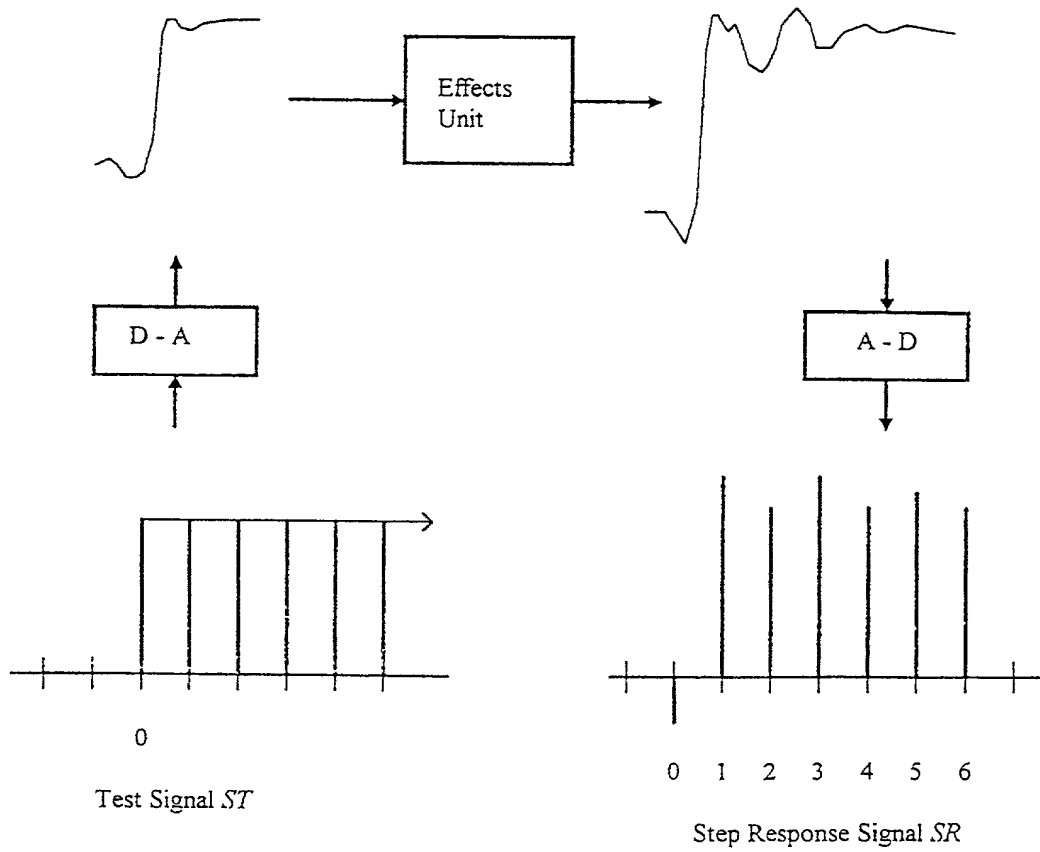 Effects
Unit
D - A
A - D
0
0 1 2 3 4 5 6
Test Signal ST
Step Response Signal SR